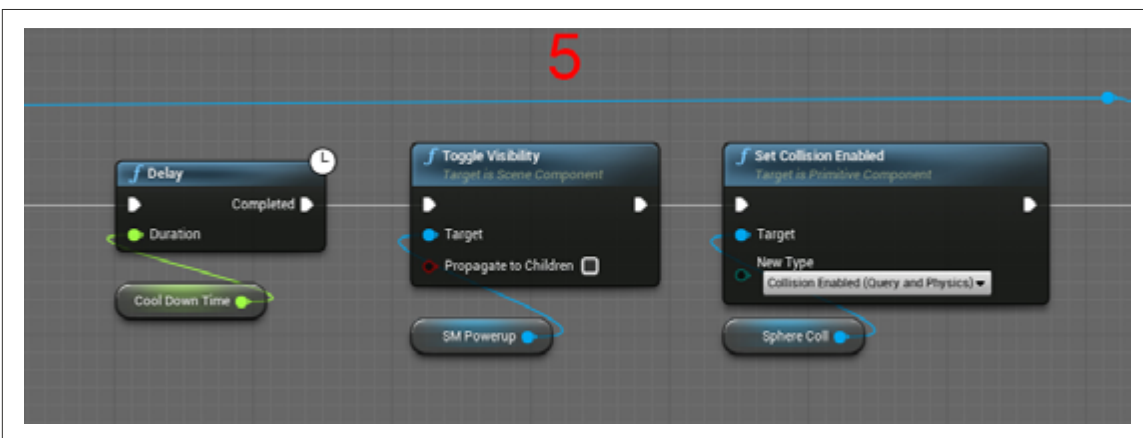 5
Delay
Completed
Duration
Cool Down Time
Toggle Visibility
Target is Scene Component
Target
Propagate to Children
SM Powerup
Set Collision Enabled
Target is Primitive Component
Target
New Type
Collision Enabled (Query and Physics)
Sphere Coll